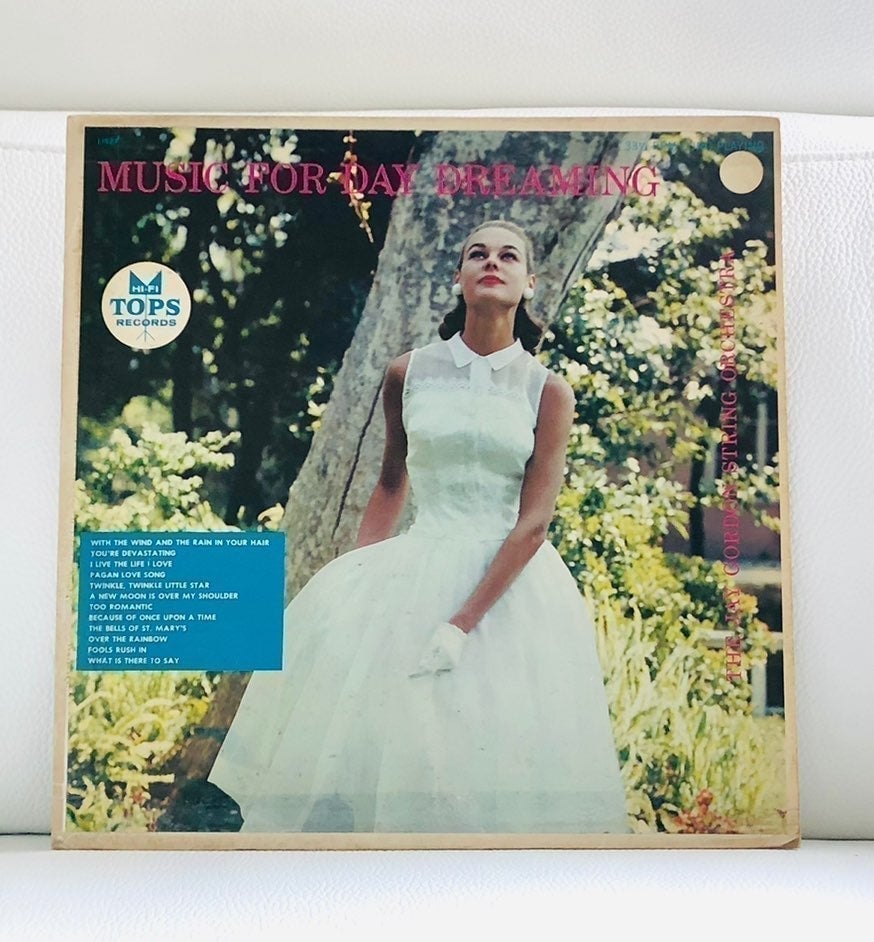 MUSIC FOR DAY DREAMING
HI-FI
TOPS
RECORDS
THE JAY GORDON STRING ORCHESTRA
WITH THE WIND AND THE RAIN IN YOUR HAIR
YOU'RE DEVASTATING
I LIVE THE LIFE I LOVE
PAGAN LOVE SONG
TWINKLE, TWINKLE LITTLE STAR
A NEW MOON IS OVER MY SHOULDER
TOO ROMANTIC
BECAUSE OF ONCE UPON A TIME
THE BELLS OF ST. MARY'S
OVER THE RAINBOW
FOOLS RUSH IN
WHAT IS THERE TO SAY